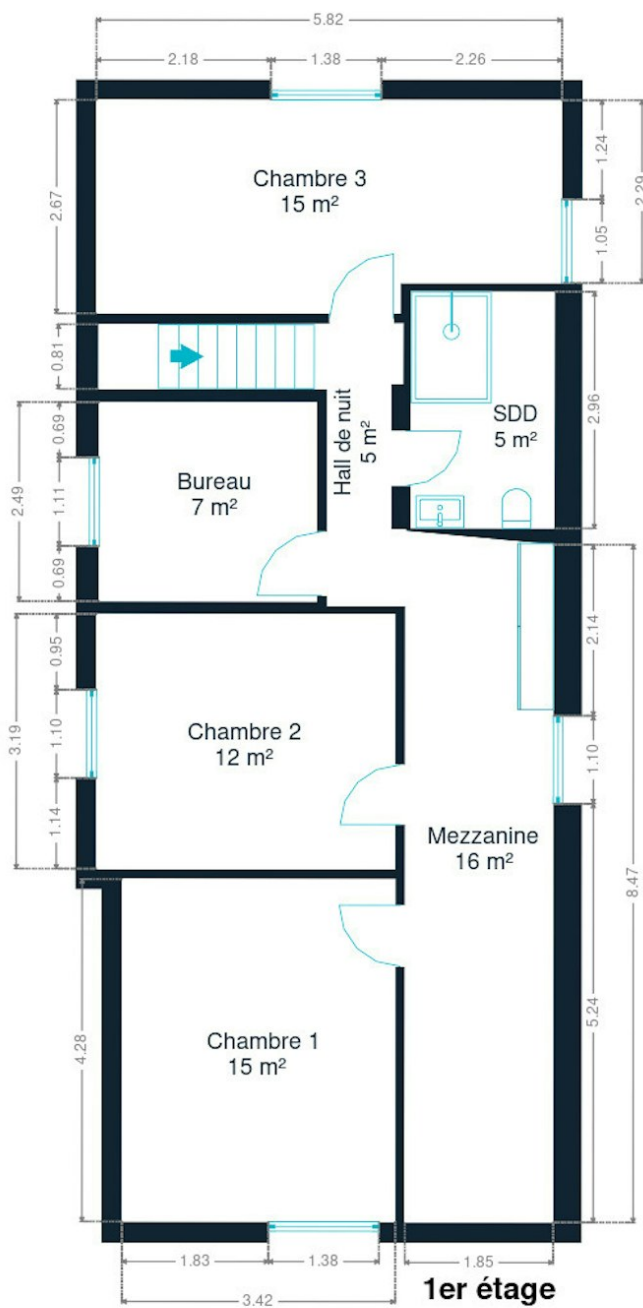 5.82
2.18
1.38
2.26
2.67
Chambre 3
15 m²
1.24
1.05
2.29
0.81
Hall de nuit
5 m²
SDD
5 m²
2.96
2.49
0.69
1.11
0.69
Bureau
7 m²
3.19
0.95
1.10
1.14
Chambre 2
12 m²
2.14
1.10
5.24
8.47
Mezzanine
16 m²
4.28
Chambre 1
15 m²
1.83
1.38
3.42
1.85
1er étage